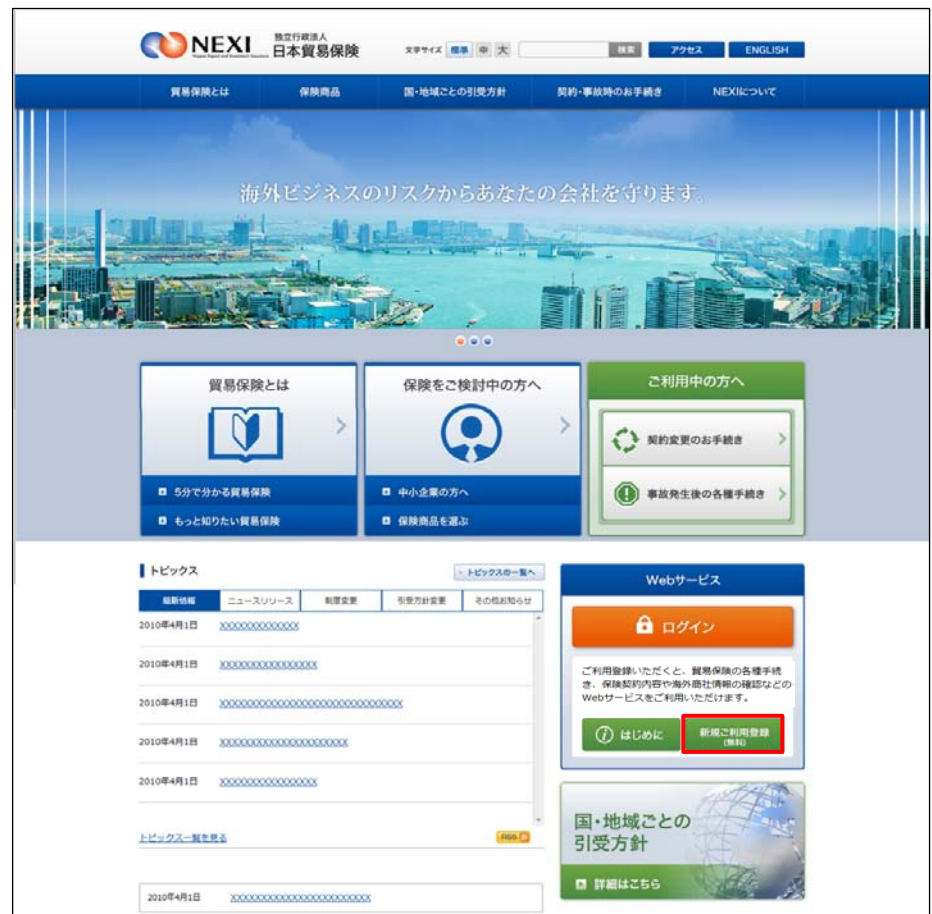 NEXI
独立行政法人
日本貿易保険
文字サイズ 標準 中 大 検索 アクセス ENGLISH
貿易保険とは 保険商品 国・地域ごとの引受方針 契約・事故時のお手続き NEXIについて
海外ビジネスのリスクからあなたの会社を守ります。
貿易保険とは
5分で分かる貿易保険
もっと知りたい貿易保険
保険をご検討中の方へ
中小企業の方へ
保険商品を選ぶ
ご利用中の方へ
契約変更のお手続き
事故発生後の各種手続き
トピックス トピックスの一覧へ
最新情報 ニュースリリース 制度変更 引受方針変更 その他お知らせ
2010年4月1日 XXXXXXXXXXXXX
2010年4月1日 XXXXXXXXXXXXXXXX
2010年4月1日 XXXXXXXXXXXXXXXXXXXXXXXXXXXXXX
2010年4月1日 XXXXXXXXXXXXXXXXXXXXX
2010年4月1日 XXXXXXXXXXXXXXXX
トピックス一覧を見る RSS
2010年4月1日 XXXXXXXXXXXXXXXXXXXXXXX
Webサービス
ログイン
ご利用登録いただくと、貿易保険の各種手続
き、保険契約内容や海外商社情報の確認などの
Webサービスをご利用いただけます。
はじめに
新規ご利用登録
(無料)
国・地域ごとの
引受方針
詳細はこちら